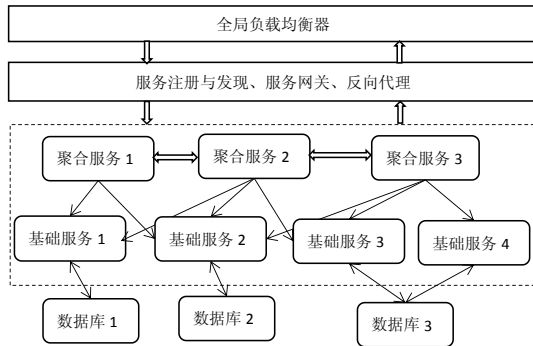 全局负载均衡器
服务注册与发现、服务网关、反向代理
聚合服务 1
聚合服务 2
聚合服务 3
基础服务 1
基础服务 2
基础服务 3
基础服务 4
数据库 1
数据库 2
数据库 3